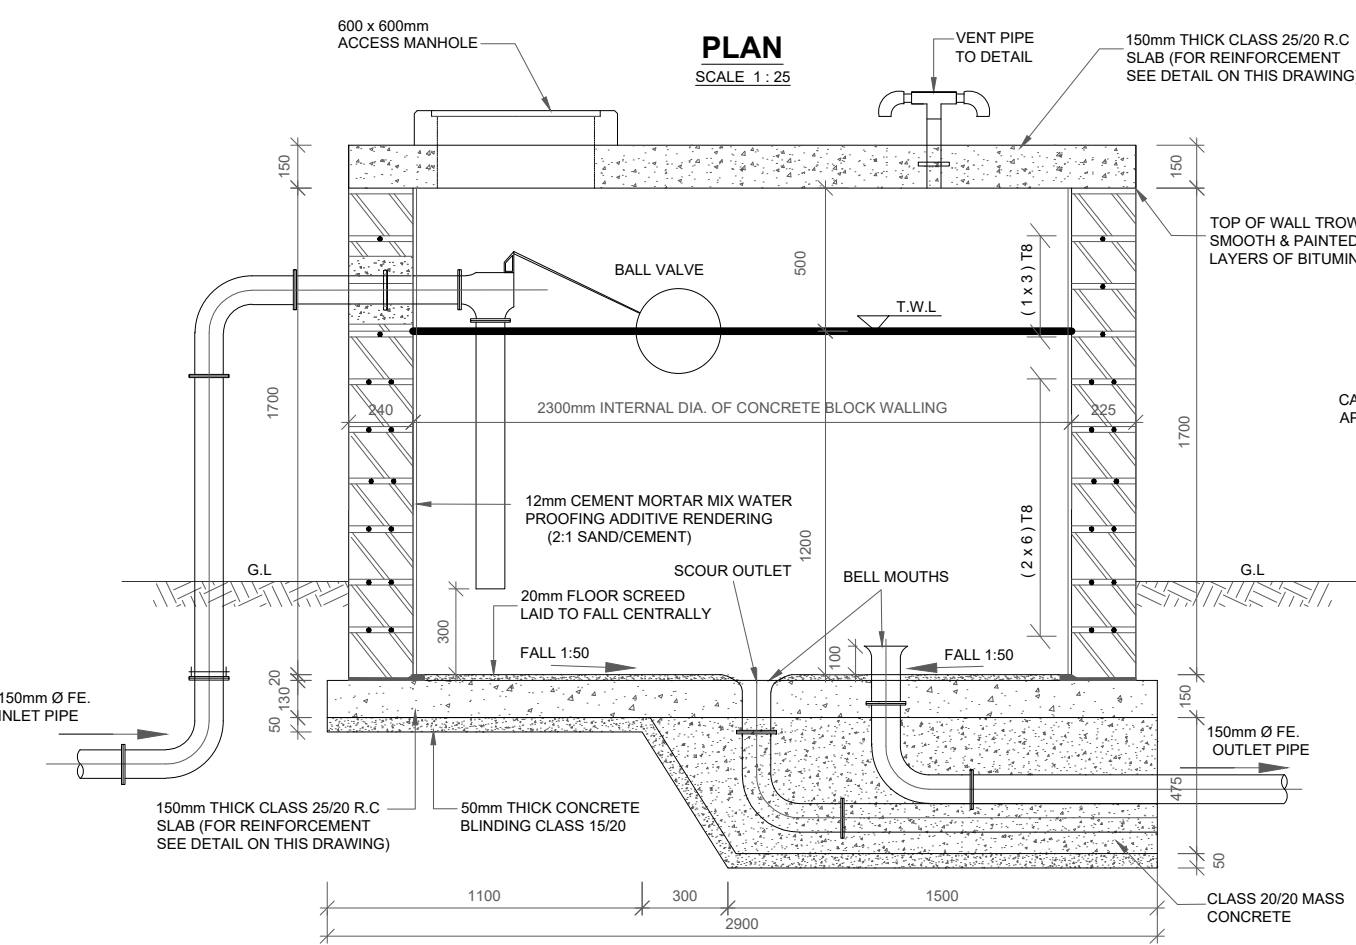 600 x 600mm
ACCESS MANHOLE
PLAN
SCALE 1 : 25
VENT PIPE
TO DETAIL
150mm THICK CLASS 25/20 R.C
SLAB (FOR REINFORCEMENT
SEE DETAIL ON THIS DRAWING
150
150
TOP OF WALL TROW
SMOOTH & PAINTED
LAYERS OF BITUMIN
BALL VALVE
500
( 1 x 3 ) T8
T.W.L
1700
240
2300mm INTERNAL DIA. OF CONCRETE BLOCK WALLING
225
1700
CA
AP
12mm CEMENT MORTAR MIX WATER
PROOFING ADDITIVE RENDERING
(2:1 SAND/CEMENT)
1200
( 2 x 6 ) T8
G.L
SCOUR OUTLET
BELL MOUTHS
G.L
20mm FLOOR SCREED
LAID TO FALL CENTRALLY
300
FALL 1:50
100
FALL 1:50
20
130
50
150
150mm Ø FE.
INLET PIPE
150mm Ø FE.
OUTLET PIPE
475
50
150mm THICK CLASS 25/20 R.C
SLAB (FOR REINFORCEMENT
SEE DETAIL ON THIS DRAWING)
50mm THICK CONCRETE
BLINDING CLASS 15/20
1100
300
1500
2900
CLASS 20/20 MASS
CONCRETE